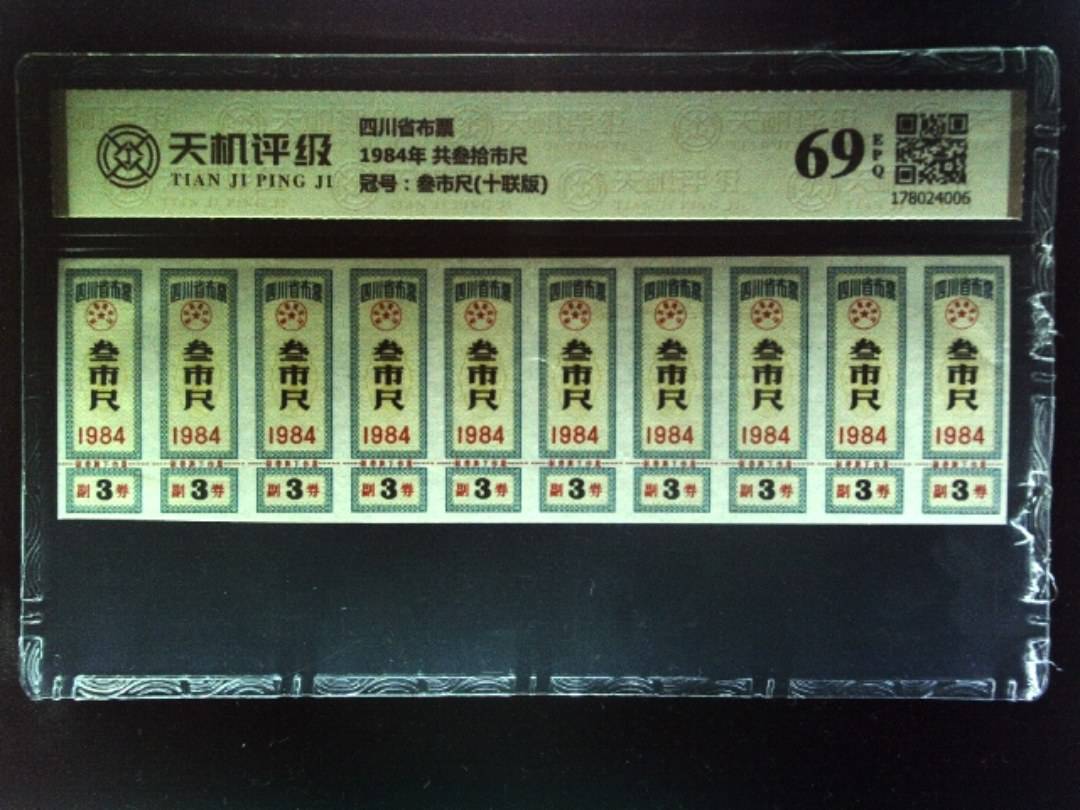 天机评级
TIAN JI PING JI
四川省布票
1984年 共叁拾市尺
冠号：叁市尺(十联版)
69
EPQ
178024006
四川省布票 四川省布票 四川省布票 四川省布票 四川省布票 四川省布票 四川省布票 四川省布票 四川省布票 四川省布票
叁市尺 叁市尺 叁市尺 叁市尺 叁市尺 叁市尺 叁市尺 叁市尺 叁市尺 叁市尺
1984 1984 1984 1984 1984 1984 1984 1984 1984 1984
副3券 副3券 副3券 副3券 副3券 副3券 副3券 副3券 副3券 副3券